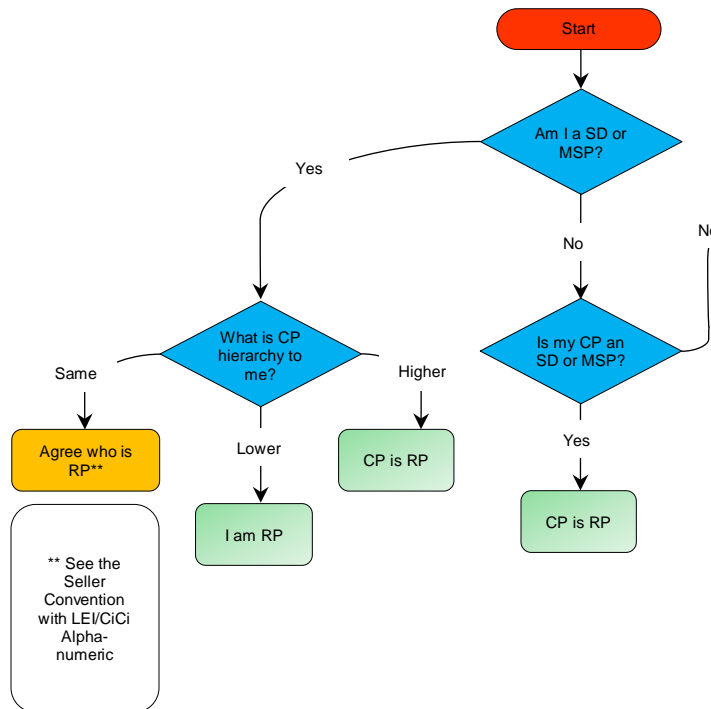 Start
Am I a SD or
MSP?
Yes
No
What is CP
hierarchy to
me?
Is my CP an
SD or MSP?
Same
Higher
Lower
Yes
Agree who is
RP**
CP is RP
I am RP
CP is RP
** See the
Seller
Convention
with LEI/CiCi
Alpha-
numeric